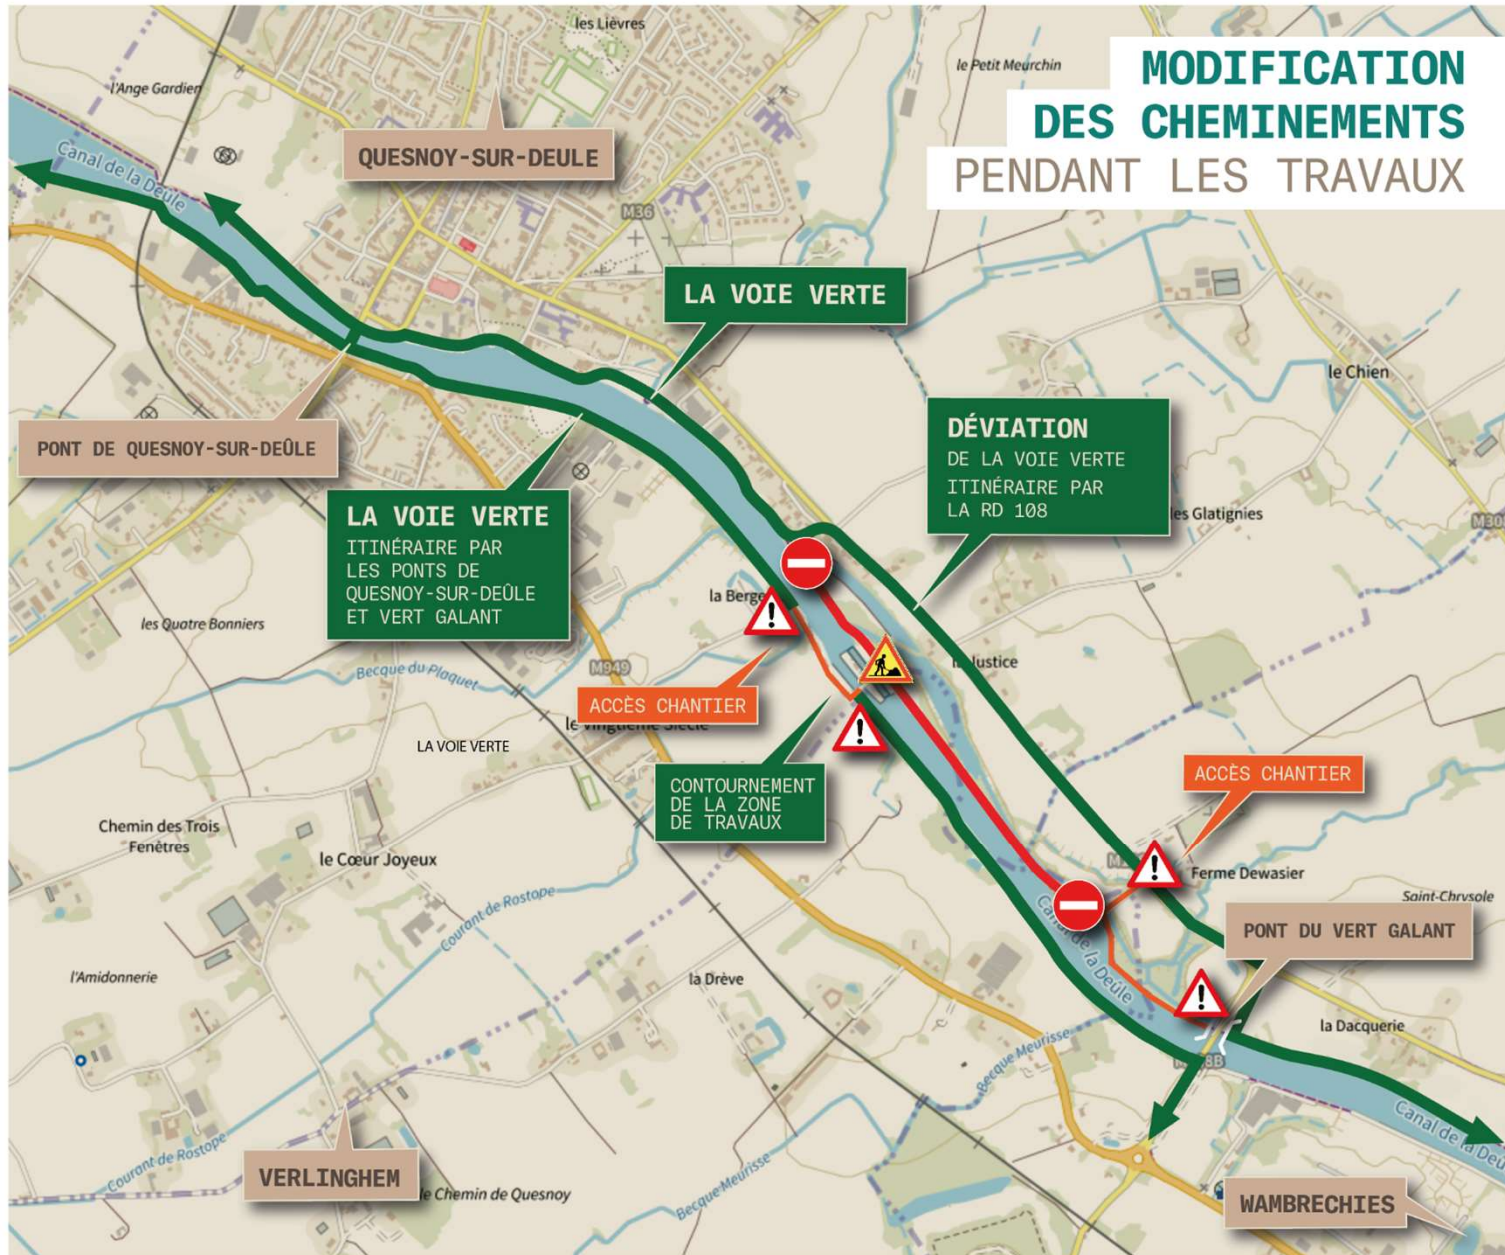 MODIFICATION
DES CHEMINEMENTS
PENDANT LES TRAVAUX
les Lièvres
le Petit Meurchin
l'Ange Gardien
Canal de la Deûle
QUESNOY-SUR-DEULE
M36
LA VOIE VERTE
le Chien
PONT DE QUESNOY-SUR-DEÛLE
DÉVIATION
DE LA VOIE VERTE
ITINÉRAIRE PAR
LA RD 108
LA VOIE VERTE
ITINÉRAIRE PAR
LES PONTS DE
QUESNOY-SUR-DEÛLE
ET VERT GALANT
les Glatignies
M30
la Berge
les Quatre Bonniers
Becque du Plaquet
M949
la Justice
ACCÈS CHANTIER
le Vingtième Siècle
LA VOIE VERTE
CONTOURNEMENT
DE LA ZONE
DE TRAVAUX
ACCÈS CHANTIER
Chemin des Trois
Fenêtres
le Cœur Joyeux
Ferme Dewasier
Saint-Chrysole
Courant de Rostope
PONT DU VERT GALANT
Canal de la Deûle
l'Amidonnerie
la Drève
la Dacquerie
Becque Meurisse
8B
Canal de la Deû
Courant de Rostope
VERLINGHEM
le Chemin de Quesnoy
Becque Meurisse
WAMBRECHIES